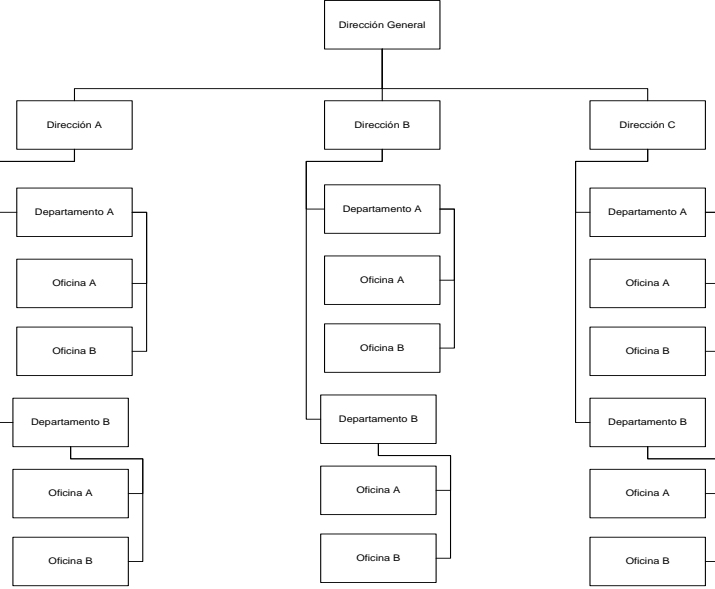 Dirección General
Dirección A
Dirección B
Dirección C
Departamento A
Departamento A
Departamento A
Oficina A
Oficina A
Oficina A
Oficina B
Oficina B
Oficina B
Departamento B
Departamento B
Departamento B
Oficina A
Oficina A
Oficina A
Oficina B
Oficina B
Oficina B